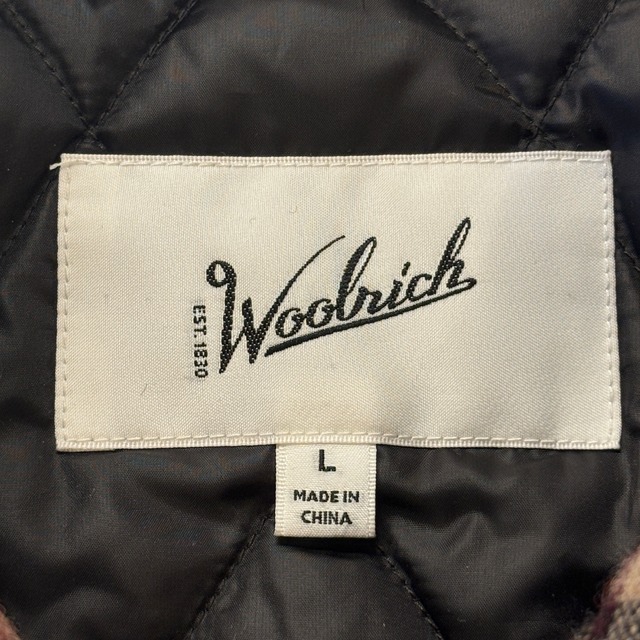 Woolrich
EST. 1830
L
MADE IN
CHINA